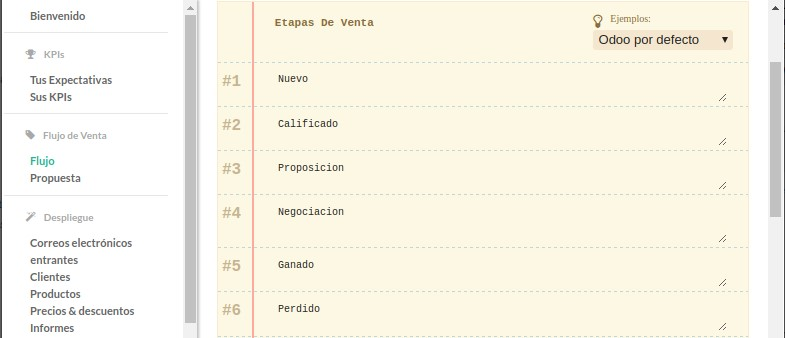 Bienvenido
KPIs
Tus Expectativas
Sus KPIs
Flujo de Venta
Flujo
Propuesta
Despliegue
Correos electrónicos
entrantes
Clientes
Productos
Precios & descuentos
Informes
Etapas De Venta
Ejemplos:
Odoo por defecto
#1 Nuevo
#2 Calificado
#3 Proposicion
#4 Negociacion
#5 Ganado
#6 Perdido